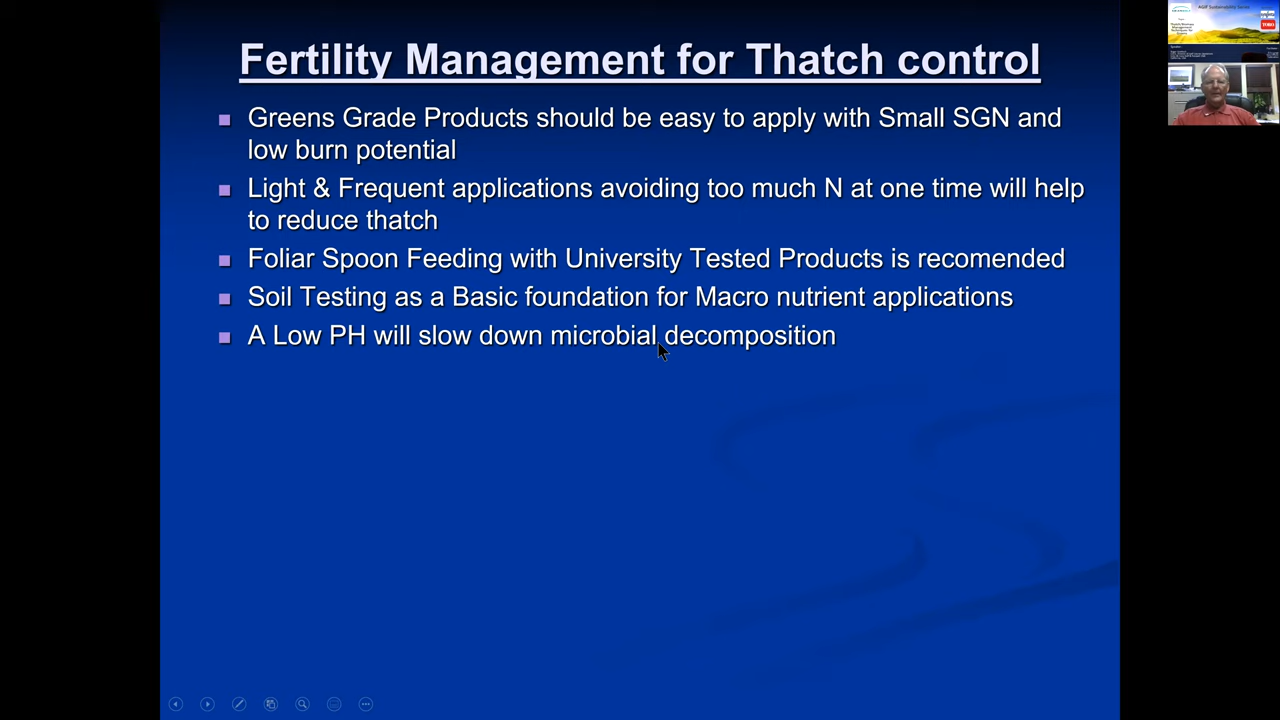 Fertility Management for Thatch control
Greens Grade Products should be easy to apply with Small SGN and
low burn potential
Light & Frequent applications avoiding too much N at one time will help
to reduce thatch
Foliar Spoon Feeding with University Tested Products is recomended
Soil Testing as a Basic foundation for Macro nutrient applications
A Low PH will slow down microbial decomposition
TORO